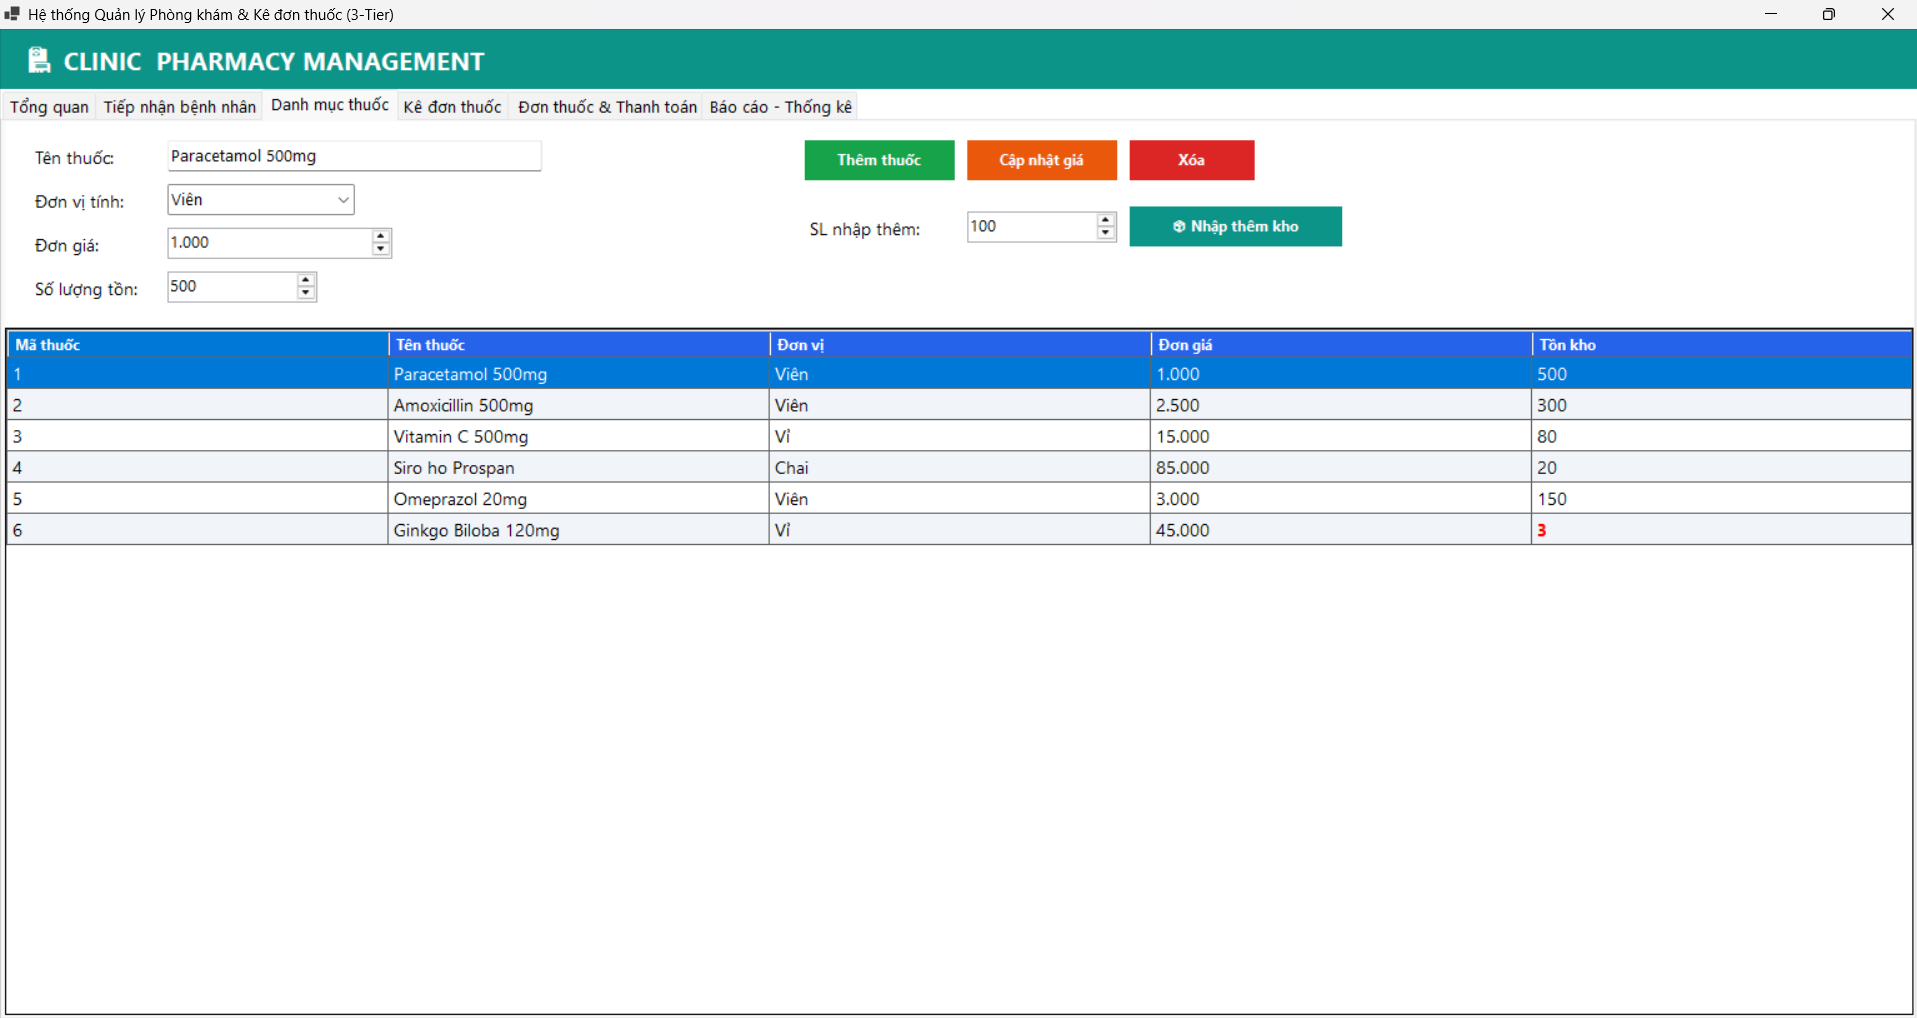 Hệ thống Quản lý Phòng khám & Kê đơn thuốc (3-Tier)
CLINIC PHARMACY MANAGEMENT
Tổng quan Tiếp nhận bệnh nhân Danh mục thuốc Kê đơn thuốc Đơn thuốc & Thanh toán Báo cáo - Thống kê
Tên thuốc: Paracetamol 500mg Thêm thuốc Cập nhật giá Xóa
Đơn vị tính: Viên
SL nhập thêm: 100 Nhập thêm kho
Đơn giá: 1.000
Số lượng tồn: 500
Mã thuốc Tên thuốc Đơn vị Đơn giá Tồn kho
1 Paracetamol 500mg Viên 1.000 500
2 Amoxicillin 500mg Viên 2.500 300
3 Vitamin C 500mg Vỉ 15.000 80
4 Siro ho Prospan Chai 85.000 20
5 Omeprazol 20mg Viên 3.000 150
6 Ginkgo Biloba 120mg Vỉ 45.000 3